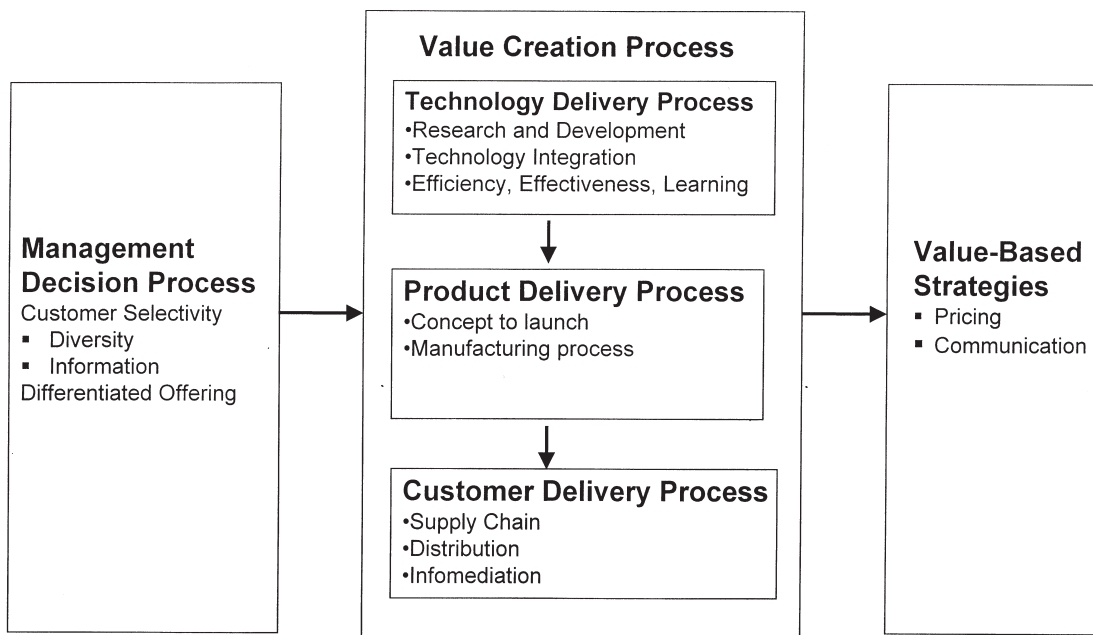 Management
Decision Process
Customer Selectivity
▪ Diversity
▪ Information
Differentiated Offering
Value Creation Process
Technology Delivery Process
•Research and Development
•Technology Integration
•Efficiency, Effectiveness, Learning
Product Delivery Process
•Concept to launch
•Manufacturing process
Customer Delivery Process
•Supply Chain
•Distribution
•Infomediation
Value-Based
Strategies
▪ Pricing
▪ Communication